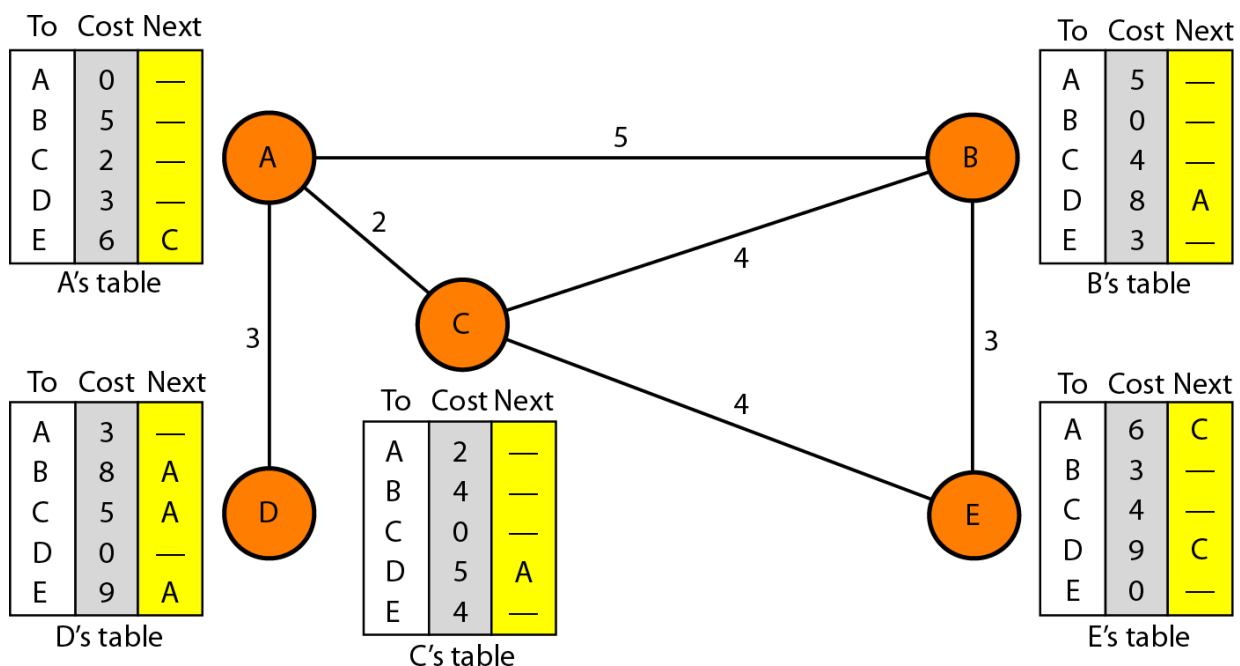 To Cost Next
A 0 —
B 5 —
C 2 —
D 3 —
E 6 C
A's table
To Cost Next
A 5 —
B 0 —
C 4 —
D 8 A
E 3 —
B's table
A
5
B
2
4
C
3
3
4
D
E
To Cost Next
A 3 —
B 8 A
C 5 A
D 0 —
E 9 A
D's table
To Cost Next
A 2 —
B 4 —
C 0 —
D 5 A
E 4 —
C's table
To Cost Next
A 6 C
B 3 —
C 4 —
D 9 C
E 0 —
E's table